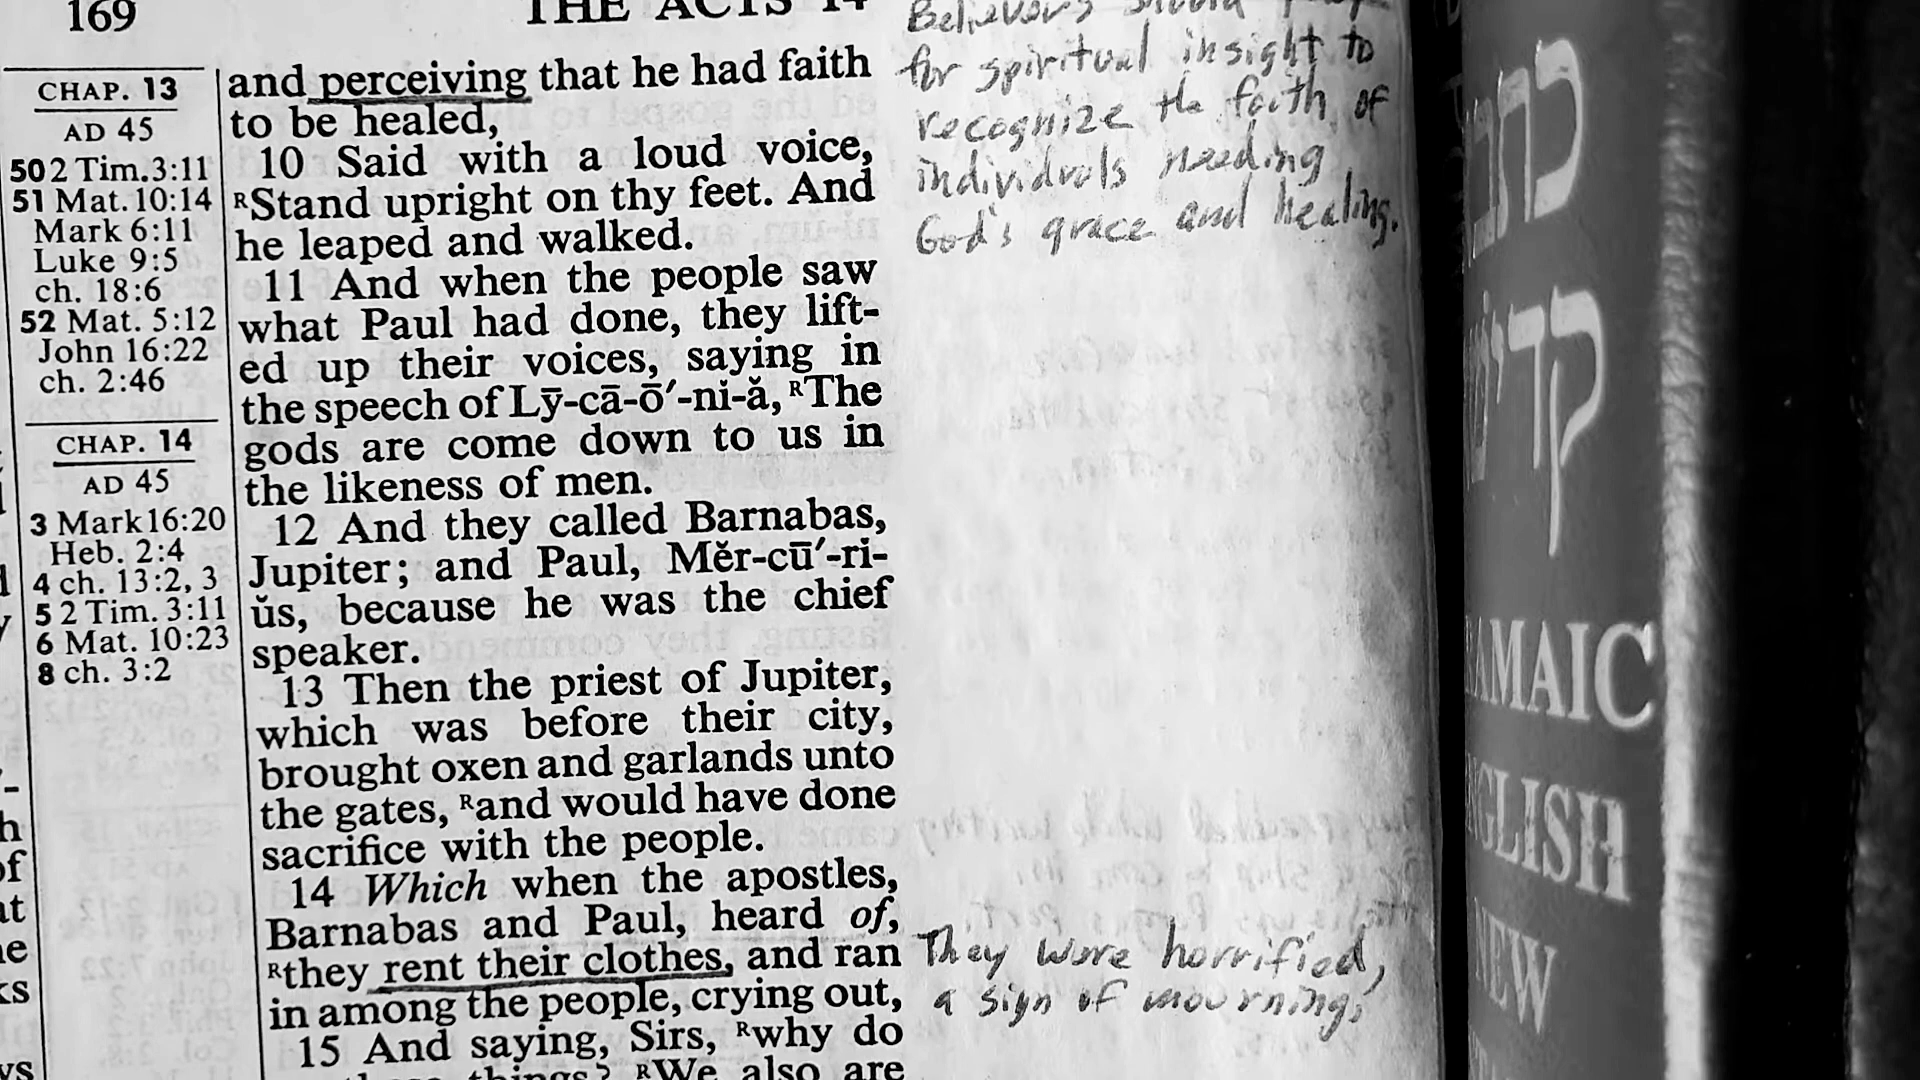 169
THE ACTS 14
CHAP. 13
AD 45
50 2 Tim. 3:11
51 Mat. 10:14
Mark 6:11
Luke 9:5
ch. 18:6
52 Mat. 5:12
John 16:22
ch. 2:46
CHAP. 14
AD 45
3 Mark 16:20
Heb. 2:4
4 ch. 13:2, 3
5 2 Tim. 3:11
6 Mat. 10:23
8 ch. 3:2
and perceiving that he had faith
to be healed,
10 Said with a loud voice,
ᴿStand upright on thy feet. And
he leaped and walked.
11 And when the people saw
what Paul had done, they lift-
ed up their voices, saying in
the speech of Ly̆-cā-ō′-ni-ă, ᴿThe
gods are come down to us in
the likeness of men.
12 And they called Barnabas,
Jupiter; and Paul, Mĕr-cū′-ri-
ŭs, because he was the chief
speaker.
13 Then the priest of Jupiter,
which was before their city,
brought oxen and garlands unto
the gates, ᴿand would have done
sacrifice with the people.
14 Which when the apostles,
Barnabas and Paul, heard of,
ᴿthey rent their clothes, and ran
in among the people, crying out,
15 And saying, Sirs, ᴿwhy do
things? ᴿWe also are
Believers should
for spiritual insight to
recognize the faith of
individuals needing
God's grace and healing.
They were horrified,
a sign of mourning,
כתבי
קדיש
AMAIC
NGLISH
NEW